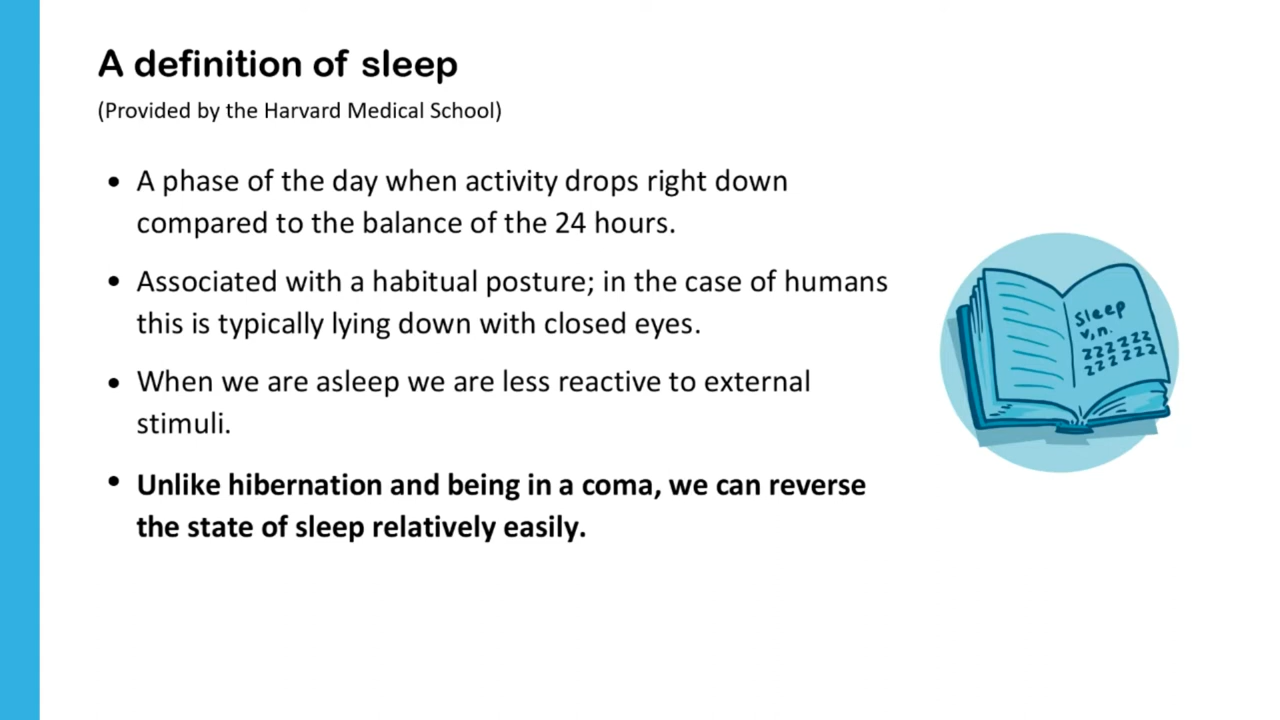 A definition of sleep
(Provided by the Harvard Medical School)
• A phase of the day when activity drops right down
compared to the balance of the 24 hours.
• Associated with a habitual posture; in the case of humans
this is typically lying down with closed eyes.
• When we are asleep we are less reactive to external
stimuli.
• Unlike hibernation and being in a coma, we can reverse
the state of sleep relatively easily.
Sleep
v,n.
zzzzzz
zzzzzz